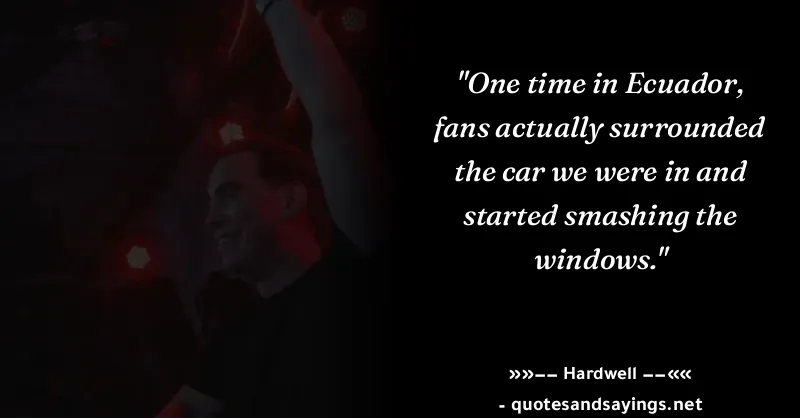 "One time in Ecuador,
fans actually surrounded
the car we were in and
started smashing the
windows."
»»−− Hardwell −−««
- quotesandsayings.net